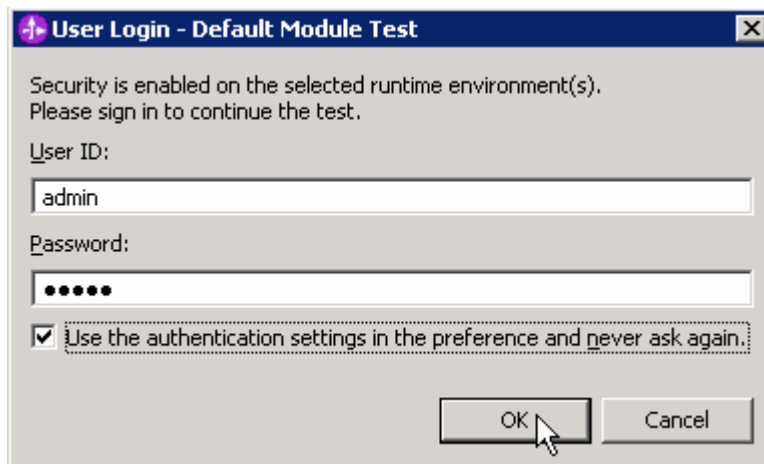 User Login - Default Module Test
Security is enabled on the selected runtime environment(s).
Please sign in to continue the test.
User ID:
admin
Password:
●●●●●
Use the authentication settings in the preference and never ask again.
OK
Cancel